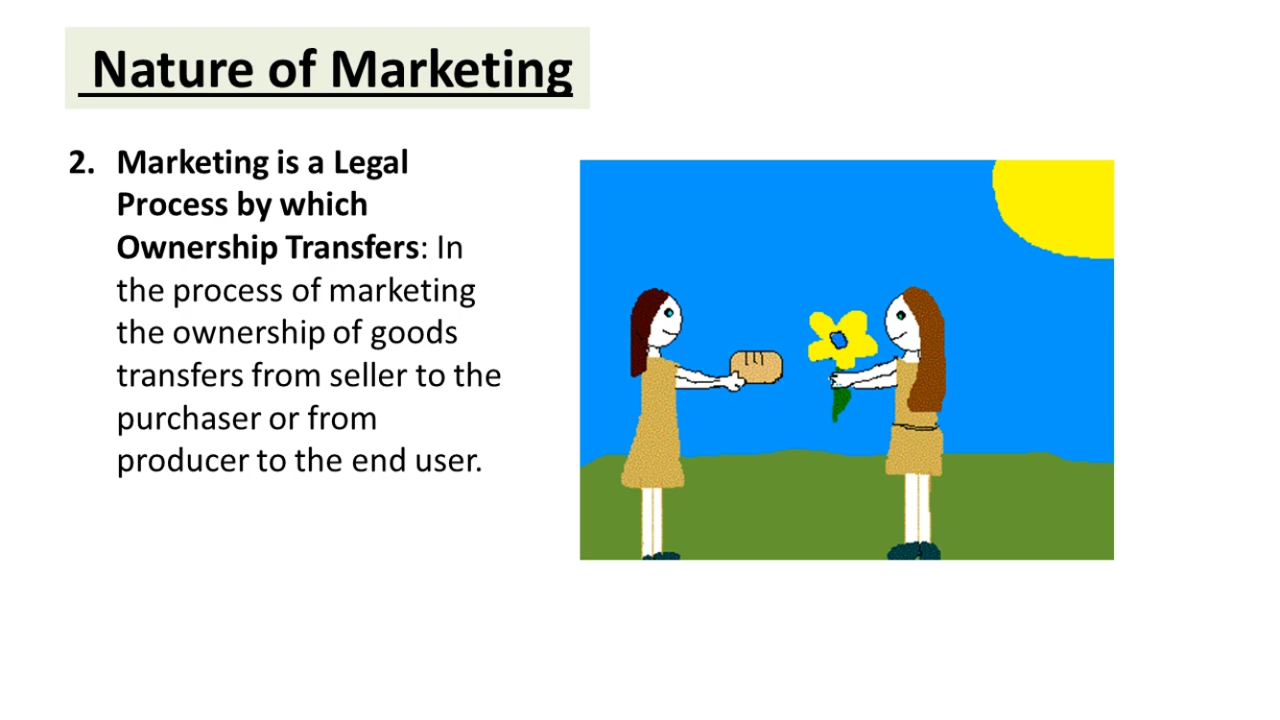 Nature of Marketing
2. Marketing is a Legal
Process by which
Ownership Transfers: In
the process of marketing
the ownership of goods
transfers from seller to the
purchaser or from
producer to the end user.